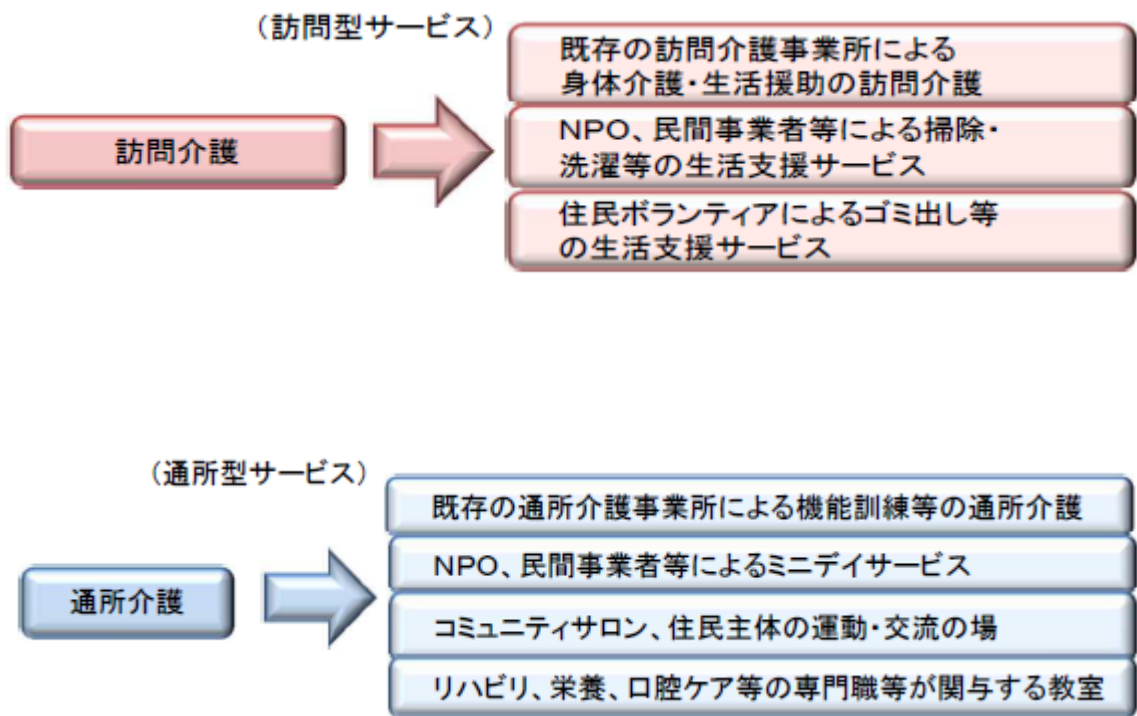 （訪問型サービス）
訪問介護
既存の訪問介護事業所による
身体介護・生活援助の訪問介護
ＮＰＯ、民間事業者等による掃除・
洗濯等の生活支援サービス
住民ボランティアによるゴミ出し等
の生活支援サービス
（通所型サービス）
通所介護
既存の通所介護事業所による機能訓練等の通所介護
ＮＰＯ、民間事業者等によるミニデイサービス
コミュニティサロン、住民主体の運動・交流の場
リハビリ、栄養、口腔ケア等の専門職等が関与する教室